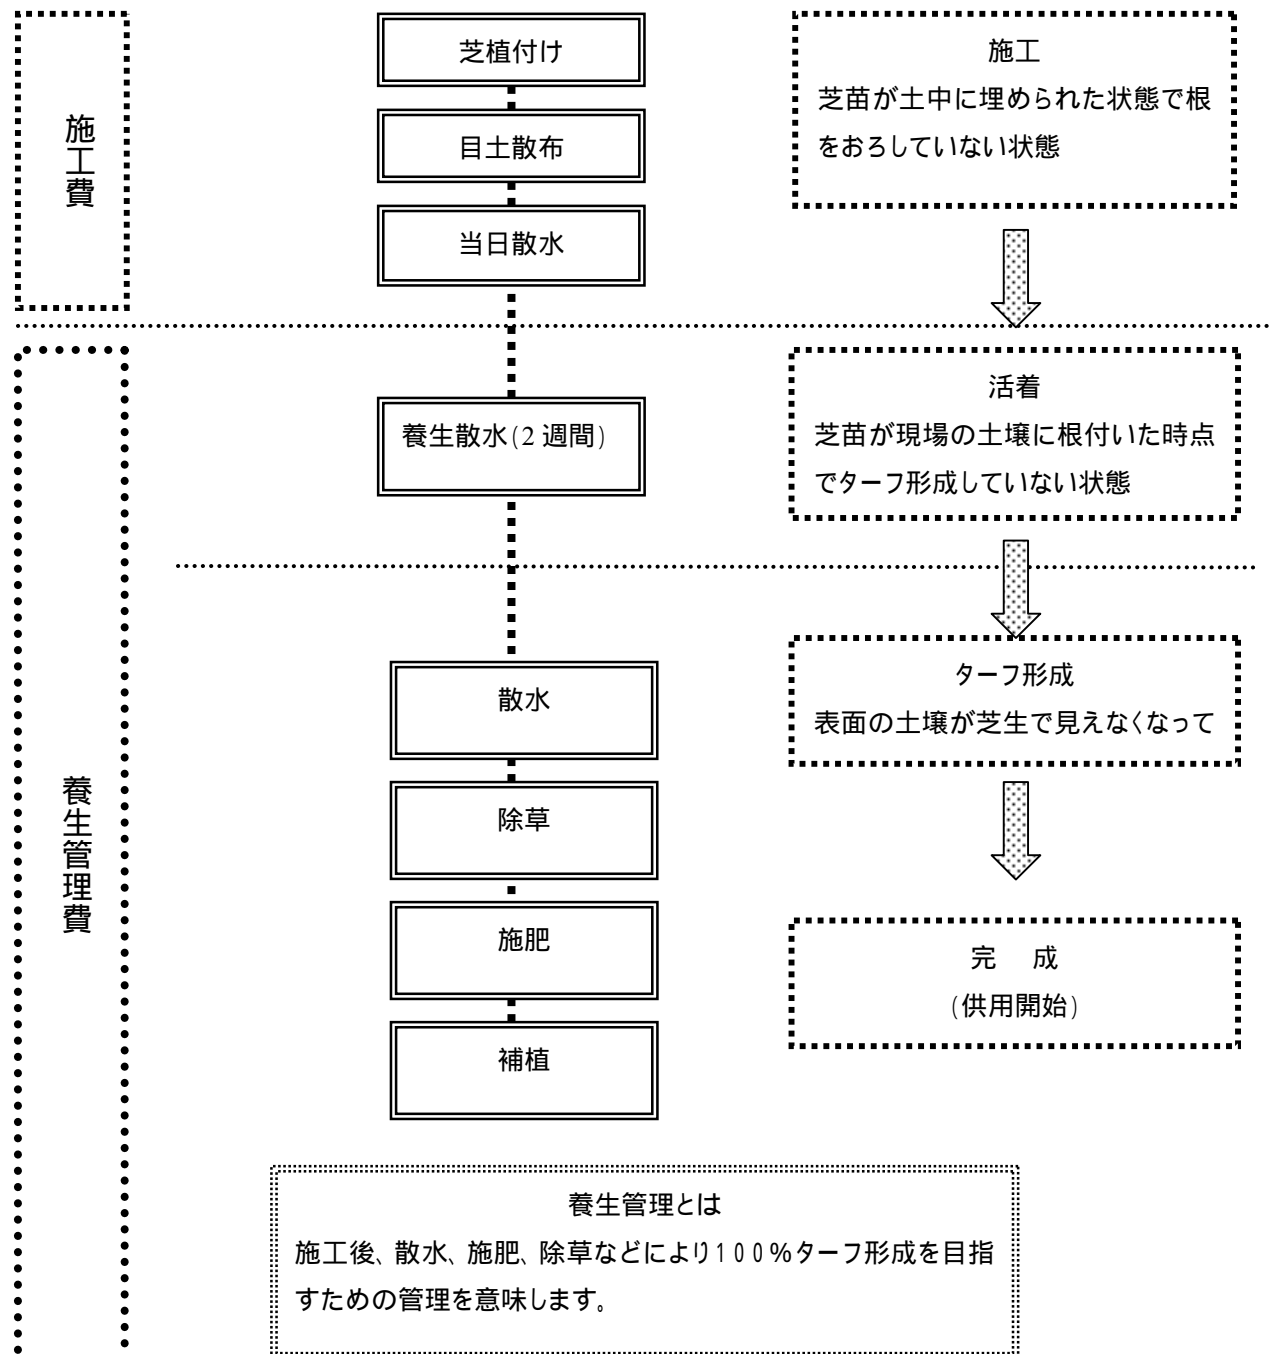 施工費
芝植付け
目土散布
当日散水
施工
芝苗が土中に埋められた状態で根
をおろしていない状態
養生管理費
養生散水(2週間)
活着
芝苗が現場の土壌に根付いた時点
でターフ形成していない状態
散水
除草
施肥
補植
ターフ形成
表面の土壌が芝生で見えなくなって
完 成
(供用開始)
養生管理とは
施工後、散水、施肥、除草などにより100%ターフ形成を目指
すための管理を意味します。